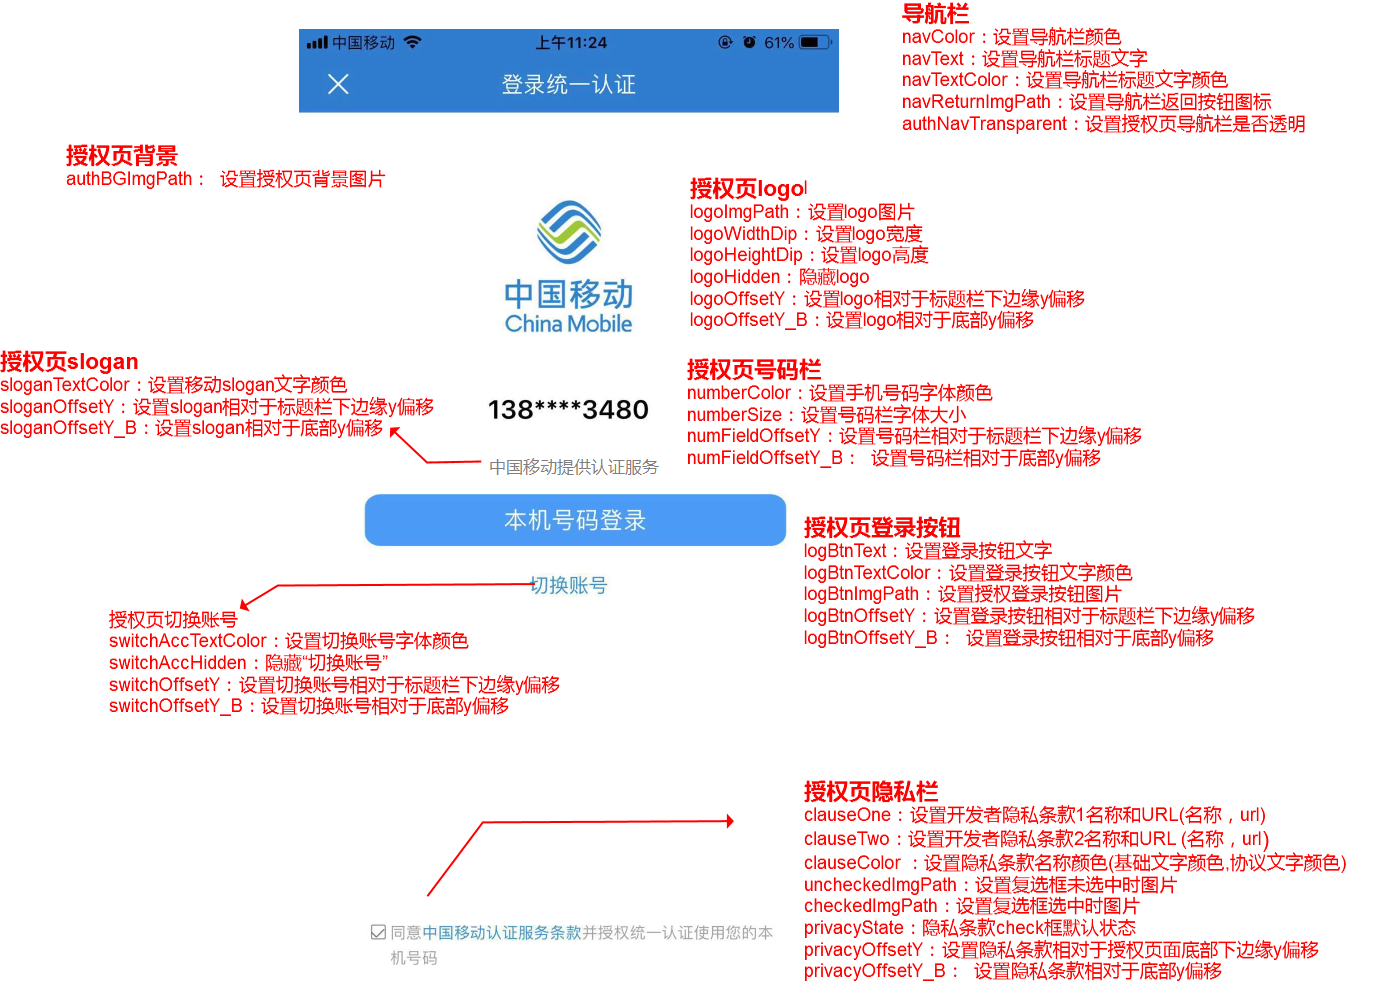 导航栏
navColor：设置导航栏颜色
navText：设置导航栏标题文字
navTextColor：设置导航栏标题文字颜色
navReturnImgPath：设置导航栏返回按钮图标
authNavTransparent：设置授权页导航栏是否透明
中国移动 上午11:24 61%
登录统一认证
授权页背景
authBGImgPath： 设置授权页背景图片
授权页logo
logoImgPath：设置logo图片
logoWidthDip：设置logo宽度
logoHeightDip：设置logo高度
logoHidden：隐藏logo
logoOffsetY：设置logo相对于标题栏下边缘y偏移
logoOffsetY_B：设置logo相对于底部y偏移
中国移动
China Mobile
授权页slogan
sloganTextColor：设置移动slogan文字颜色
sloganOffsetY：设置slogan相对于标题栏下边缘y偏移
sloganOffsetY_B：设置slogan相对于底部y偏移
138****3480
中国移动提供认证服务
授权页号码栏
numberColor：设置手机号码字体颜色
numberSize：设置号码栏字体大小
numFieldOffsetY：设置号码栏相对于标题栏下边缘y偏移
numFieldOffsetY_B： 设置号码栏相对于底部y偏移
本机号码登录
授权页登录按钮
logBtnText：设置登录按钮文字
logBtnTextColor：设置登录按钮文字颜色
logBtnImgPath：设置授权登录按钮图片
logBtnOffsetY：设置登录按钮相对于标题栏下边缘y偏移
logBtnOffsetY_B： 设置登录按钮相对于底部y偏移
切换账号
授权页切换账号
switchAccTextColor：设置切换账号字体颜色
switchAccHidden：隐藏“切换账号”
switchOffsetY：设置切换账号相对于标题栏下边缘y偏移
switchOffsetY_B：设置切换账号相对于底部y偏移
授权页隐私栏
clauseOne：设置开发者隐私条款1名称和URL(名称，url)
clauseTwo：设置开发者隐私条款2名称和URL (名称，url)
clauseColor ：设置隐私条款名称颜色(基础文字颜色,协议文字颜色)
uncheckedImgPath：设置复选框未选中时图片
checkedImgPath：设置复选框选中时图片
privacyState：隐私条款check框默认状态
privacyOffsetY：设置隐私条款相对于授权页面底部下边缘y偏移
privacyOffsetY_B： 设置隐私条款相对于底部y偏移
同意中国移动认证服务条款并授权统一认证使用您的本
机号码